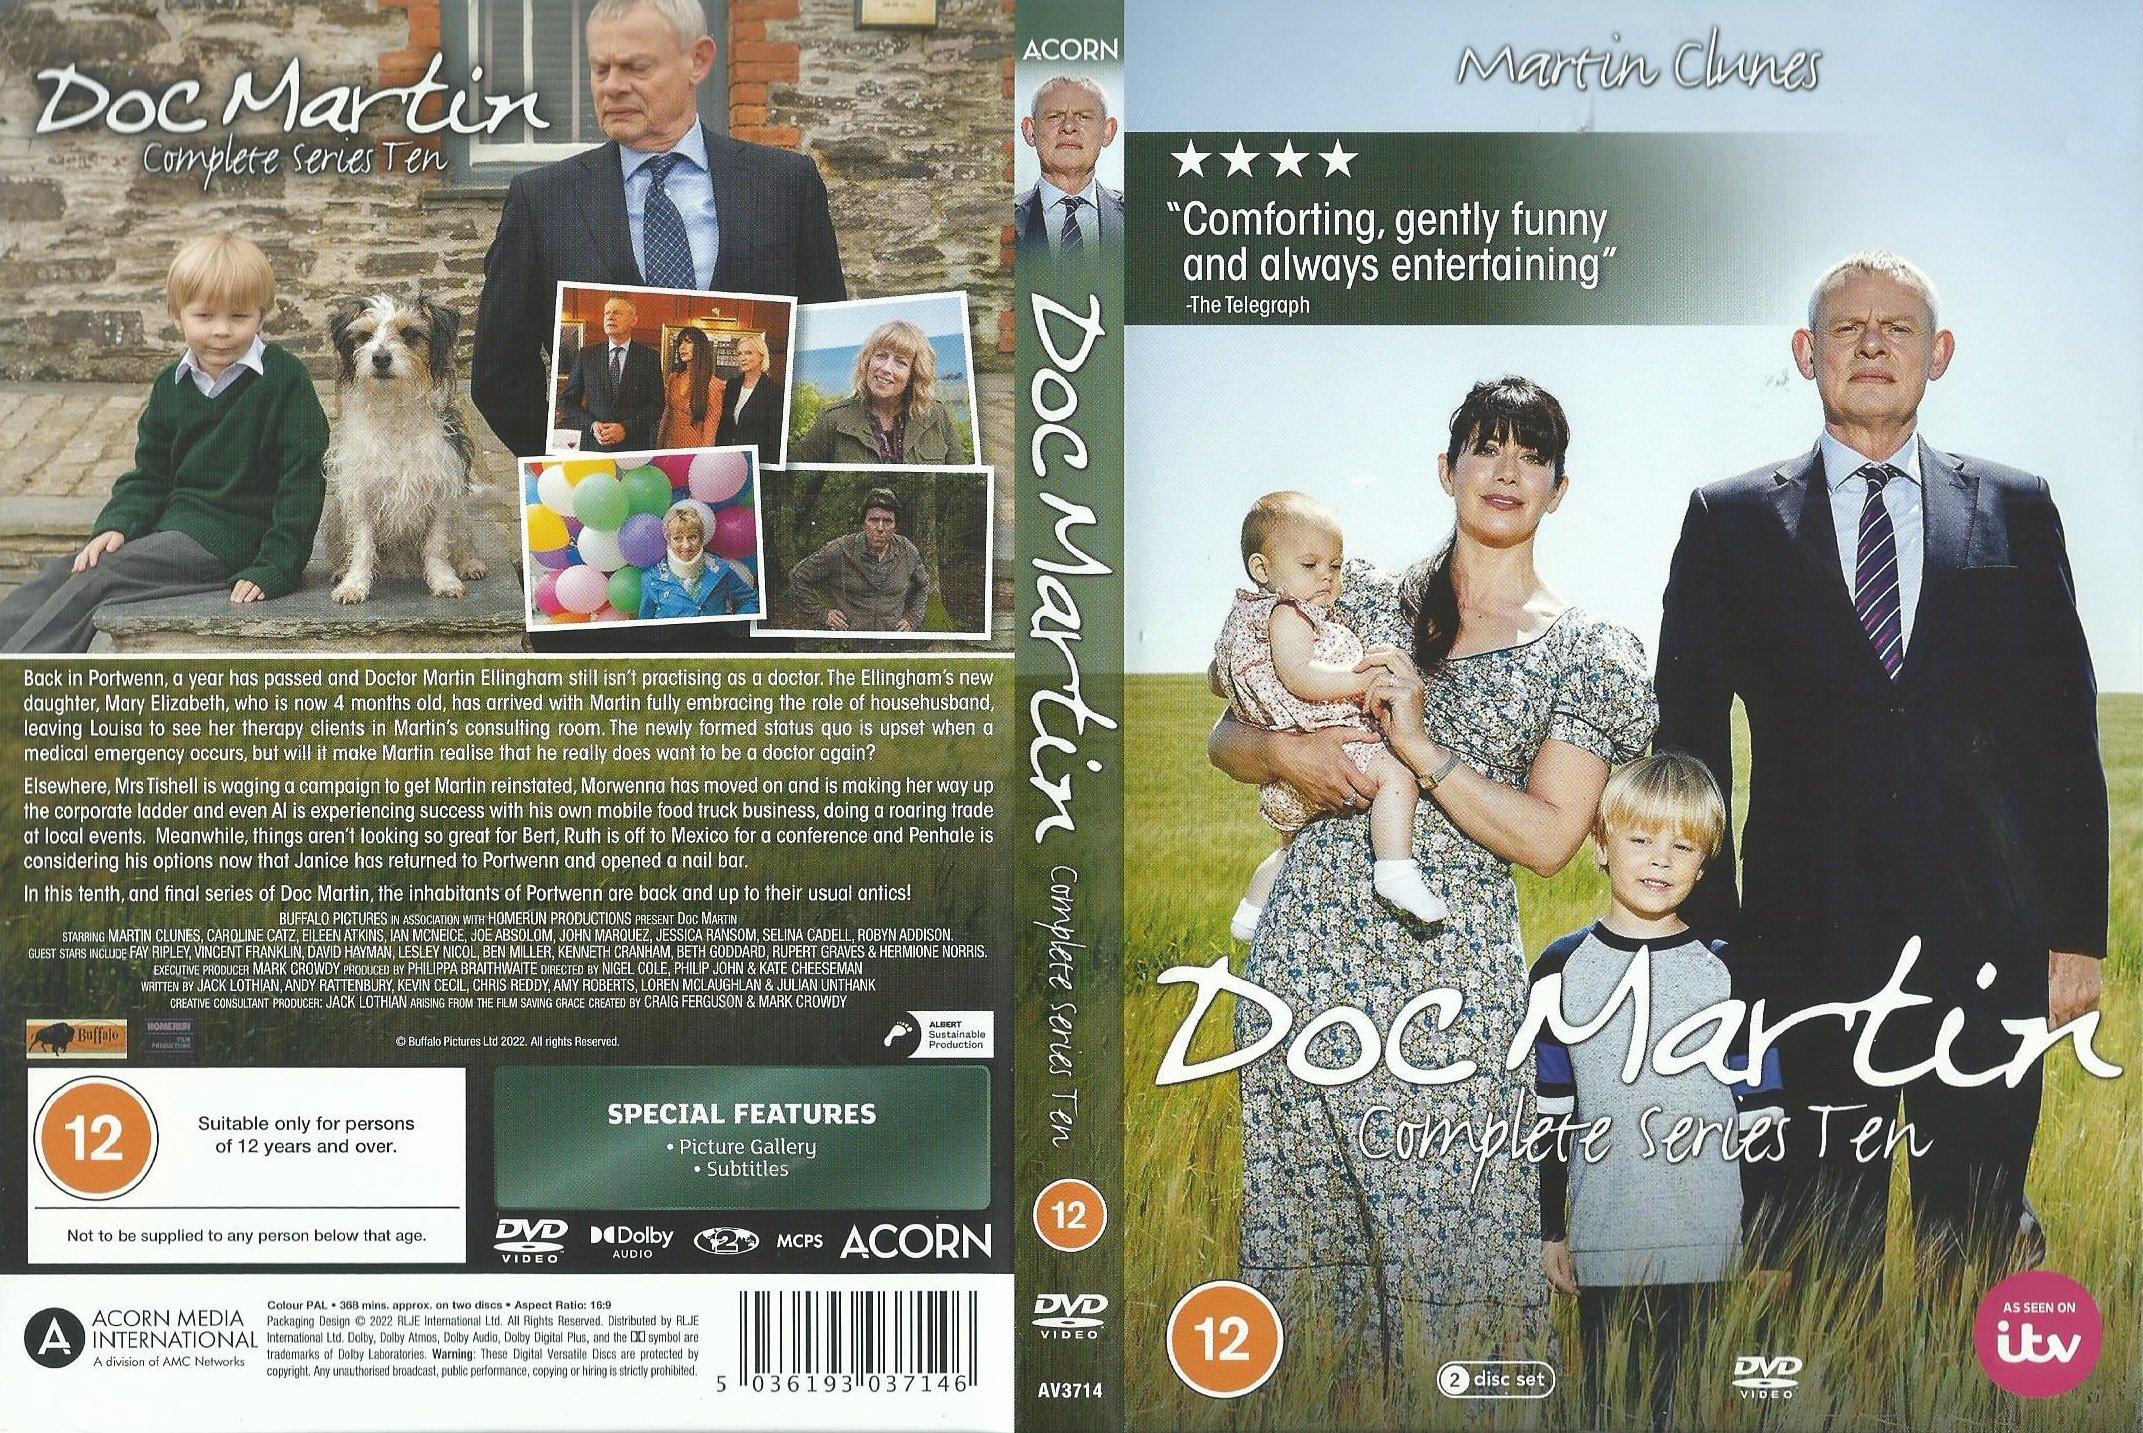 Doc Martin
Complete Series Ten
Back in Portwenn, a year has passed and Doctor Martin Ellingham still isn't practising as a doctor. The Ellingham's new
daughter, Mary Elizabeth, who is now 4 months old, has arrived with Martin fully embracing the role of househusband,
leaving Louisa to see her therapy clients in Martin's consulting room. The newly formed status quo is upset when a
medical emergency occurs, but will it make Martin realise that he really does want to be a doctor again?
Elsewhere, Mrs Tishell is waging a campaign to get Martin reinstated, Morwenna has moved on and is making her way up
the corporate ladder and even Al is experiencing success with his own mobile food truck business, doing a roaring trade
at local events. Meanwhile, things aren't looking so great for Bert, Ruth is off to Mexico for a conference and Penhale is
considering his options now that Janice has returned to Portwenn and opened a nail bar.
In this tenth, and final series of Doc Martin, the inhabitants of Portwenn are back and up to their usual antics!
BUFFALO PICTURES IN ASSOCIATION WITH HOMERUN PRODUCTIONS PRESENT DOC MARTIN
STARRING MARTIN CLUNES, CAROLINE CATZ, EILEEN ATKINS, IAN MCNEICE, JOE ABSOLOM, JOHN MARQUEZ, JESSICA RANSOM, SELINA CADELL, ROBYN ADDISON.
GUEST STARS INCLUDE FAY RIPLEY, VINCENT FRANKLIN, DAVID HAYMAN, LESLEY NICOL, BEN MILLER, KENNETH CRANHAM, BETH GODDARD, RUPERT GRAVES & HERMIONE NORRIS.
EXECUTIVE PRODUCER MARK CROWDY PRODUCED BY PHILIPPA BRAITHWAITE DIRECTED BY NIGEL COLE, PHILIP JOHN & KATE CHEESEMAN
WRITTEN BY JACK LOTHIAN, ANDY RATTENBURY, KEVIN CECIL, CHRIS REDDY, AMY ROBERTS, LOREN MCLAUGHLAN & JULIAN UNTHANK
CREATIVE CONSULTANT PRODUCER: JACK LOTHIAN ARISING FROM THE FILM SAVING GRACE CREATED BY CRAIG FERGUSON & MARK CROWDY
Buffalo
HOMERUN
FILM
PRODUCTIONS
© Buffalo Pictures Ltd 2022. All rights Reserved.
ALBERT
Sustainable
Production
12
Suitable only for persons
of 12 years and over.
Not to be supplied to any person below that age.
SPECIAL FEATURES
• Picture Gallery
• Subtitles
DVD
VIDEO
Dolby
AUDIO
2
MCPS
ACORN
A
ACORN MEDIA
INTERNATIONAL
A division of AMC Networks
Colour PAL • 368 mins. approx. on two discs • Aspect Ratio: 16:9
Packaging Design © 2022 RLJE International Ltd. All Rights Reserved. Distributed by RLJE
International Ltd. Dolby, Dolby Atmos, Dolby Audio, Dolby Digital Plus, and the symbol are
trademarks of Dolby Laboratories. Warning: These Digital Versatile Discs are protected by
copyright. Any unauthorised broadcast, public performance, copying or hiring is strictly prohibited.
5 036193 037146
ACORN
Doc Martin
Complete Series Ten
12
DVD
VIDEO
AV3714
Martin Clunes
★★★★
“Comforting, gently funny
and always entertaining”
-The Telegraph
Doc Martin
Complete Series Ten
12
2 disc set
DVD
VIDEO
AS SEEN ON
itv